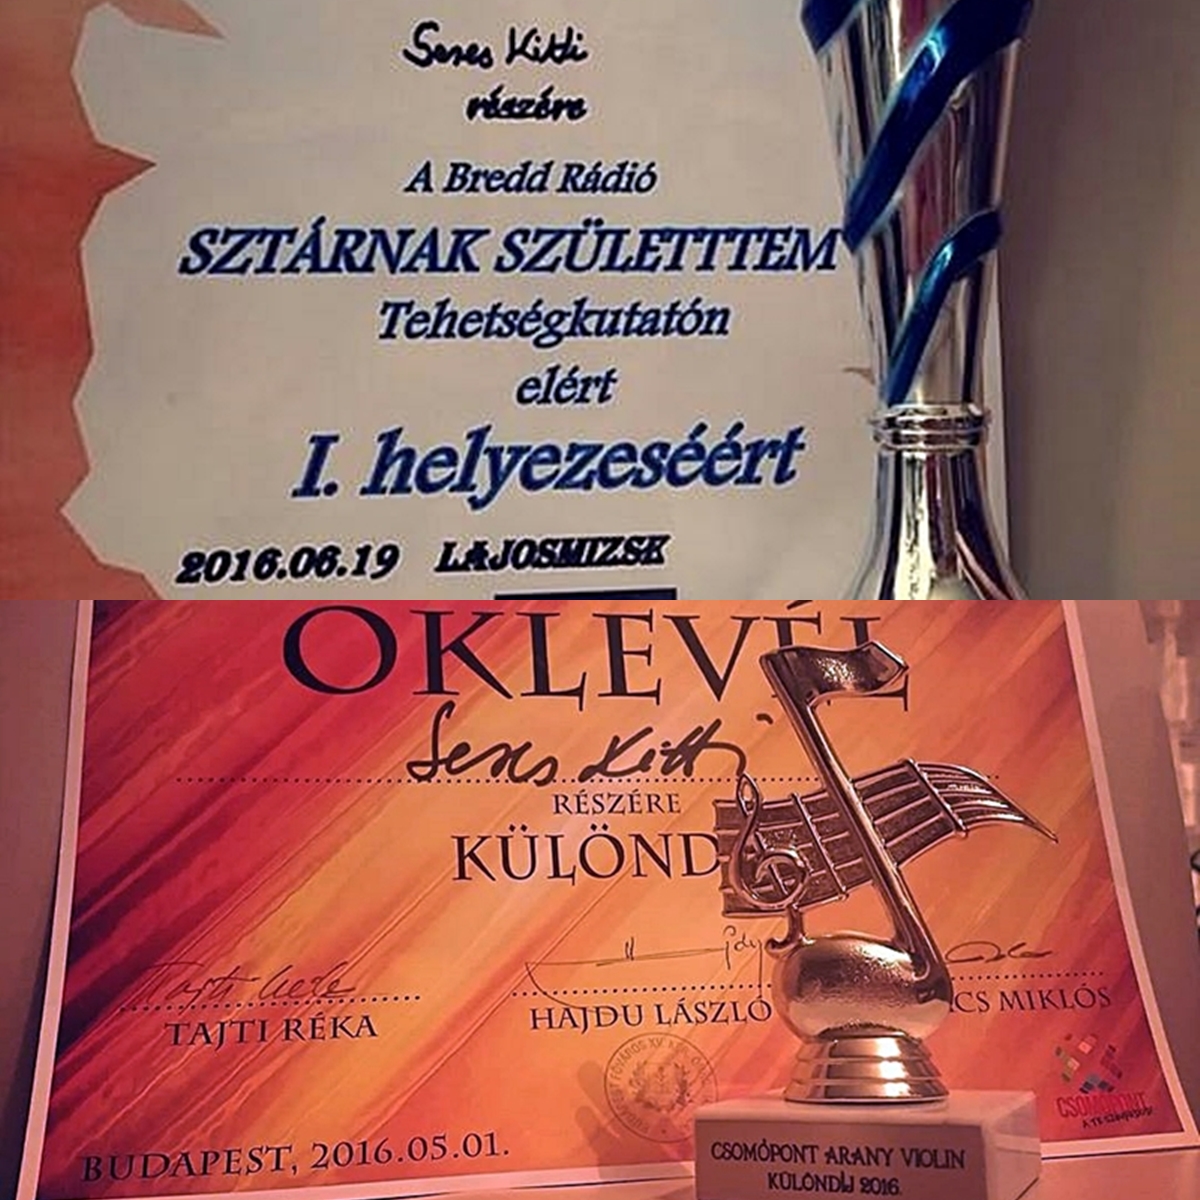 Seres Kitti
részére
A Bredd Rádió
SZTÁRNAK SZÜLETTTEM
Tehetségkutatón
elért
I. helyezeséért
2016.06.19 LAJOSMIZSE
OKLEVÉL
Seres Kitti
RÉSZÉRE
KÜLÖND
TAJTI RÉKA HAJDU LÁSZLÓ CS MIKLÓS
CSOMÓPONT
BUDAPEST, 2016.05.01.
CSOMÓPONT ARANY VIOLIN
KÜLÖNDÍJ 2016.